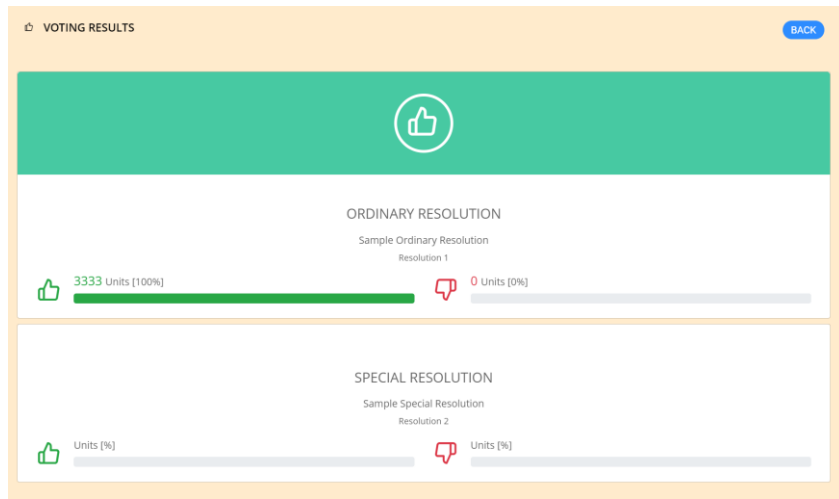 VOTING RESULTS
BACK
ORDINARY RESOLUTION
Sample Ordinary Resolution
Resolution 1
3333 Units [100%]
0 Units [0%]
SPECIAL RESOLUTION
Sample Special Resolution
Resolution 2
Units [%]
Units [%]